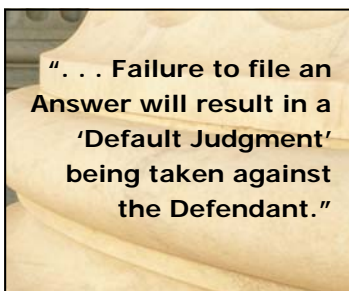 “. . . Failure to file an
Answer will result in a
‘Default Judgment’
being taken against
the Defendant.”